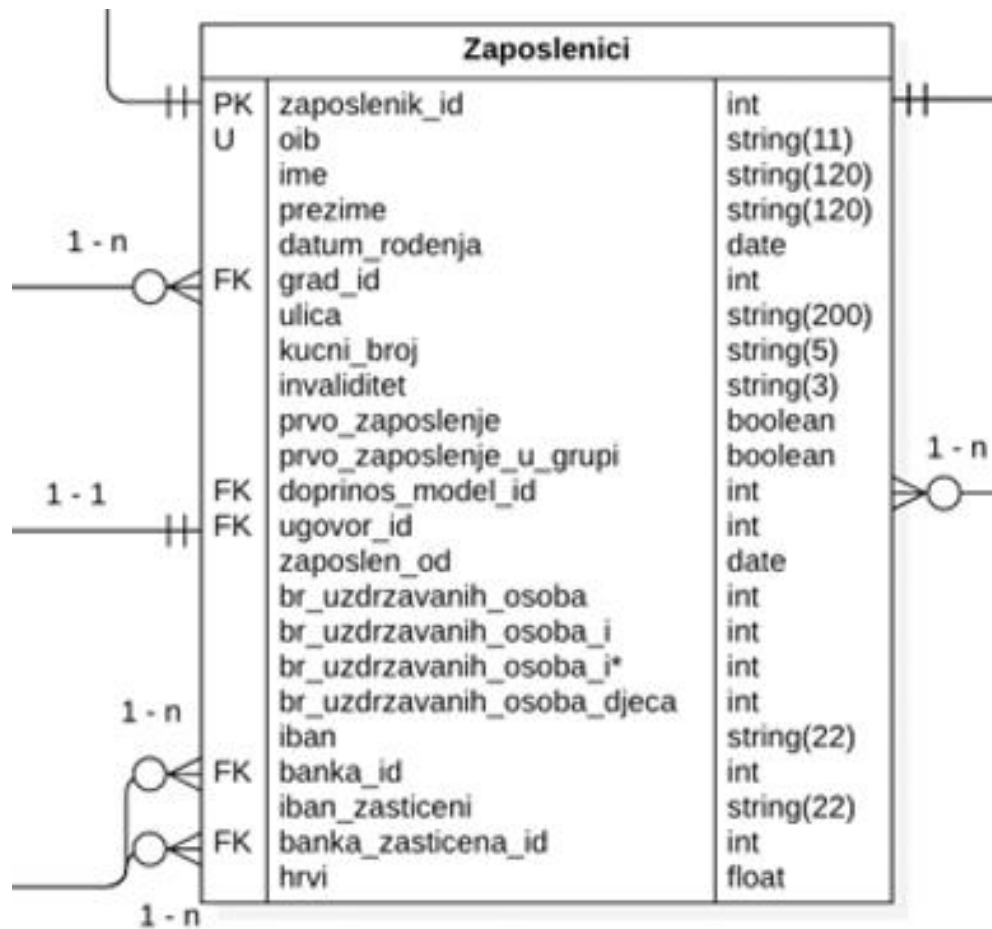 Zaposlenici
PK zaposlenik_id int
U oib string(11)
ime string(120)
prezime string(120)
1 - n
datum_rodenja date
FK grad_id int
ulica string(200)
kucni_broj string(5)
invaliditet string(3)
prvo_zaposlenje boolean
prvo_zaposlenje_u_grupi boolean
1 - n
1 - 1
FK doprinos_model_id int
FK ugovor_id int
zaposlen_od date
br_uzdrzavanih_osoba int
br_uzdrzavanih_osoba_i int
br_uzdrzavanih_osoba_i* int
br_uzdrzavanih_osoba_djeca int
1 - n
iban string(22)
FK banka_id int
iban_zasticeni string(22)
FK banka_zasticena_id int
hrvi float
1 - n